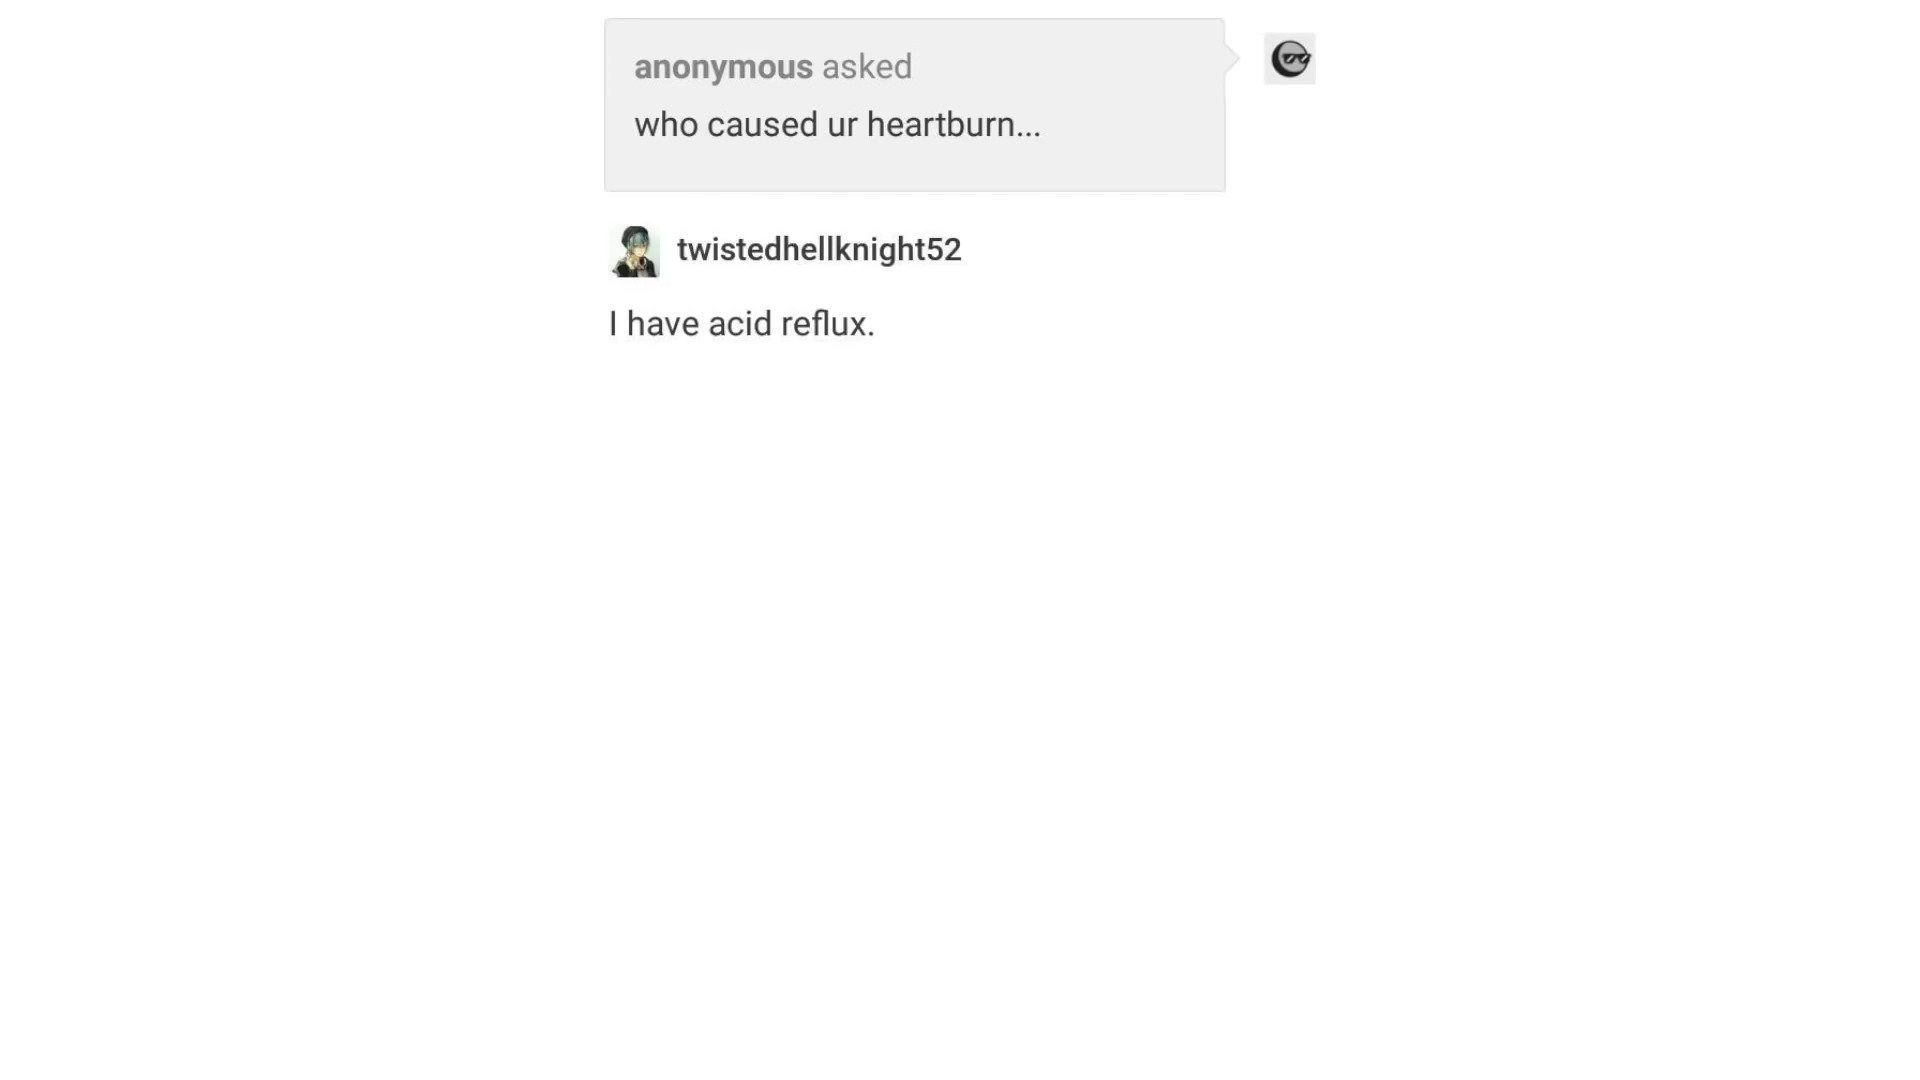 anonymous asked
who caused ur heartburn...
twistedhellknight52
I have acid reflux.